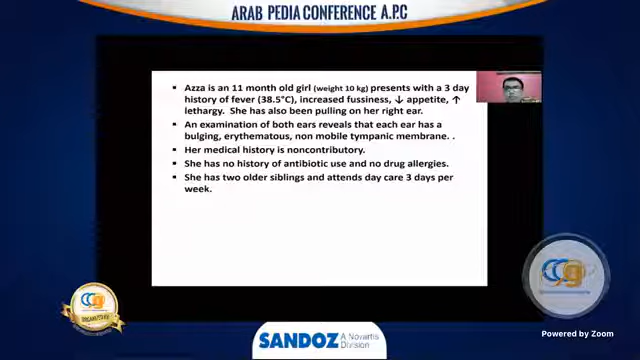 ARAB PEDIA CONFERENCE A.P.C
▪ Azza is an 11 month old girl (weight 10 kg) presents with a 3 day
history of fever (38.5°C), increased fussiness, ↓ appetite, ↑
lethargy. She has also been pulling on her right ear.
▪ An examination of both ears reveals that each ear has a
bulging, erythematous, non mobile tympanic membrane. .
▪ Her medical history is noncontributory.
▪ She has no history of antibiotic use and no drug allergies.
▪ She has two older siblings and attends day care 3 days per
week.
SANDOZ A Novartis
Division
Powered by Zoom